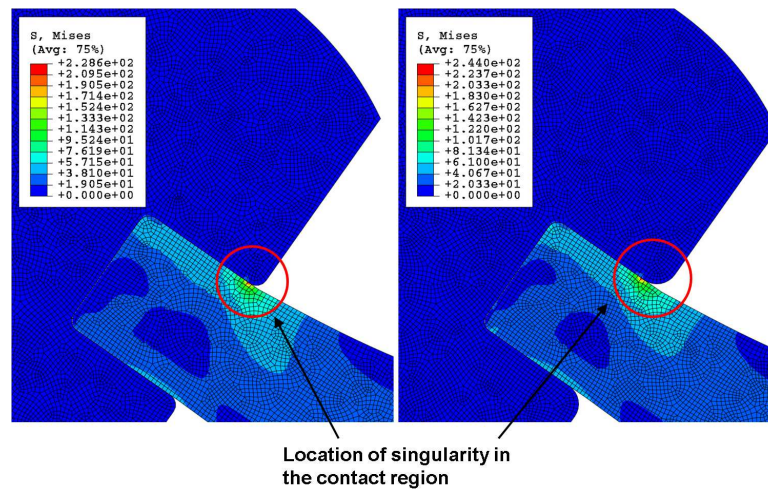 S, Mises
(Avg: 75%)
+2.286e+02
+2.095e+02
+1.905e+02
+1.714e+02
+1.524e+02
+1.333e+02
+1.143e+02
+9.524e+01
+7.619e+01
+5.715e+01
+3.810e+01
+1.905e+01
+0.000e+00
S, Mises
(Avg: 75%)
+2.440e+02
+2.237e+02
+2.033e+02
+1.830e+02
+1.627e+02
+1.423e+02
+1.220e+02
+1.017e+02
+8.134e+01
+6.100e+01
+4.067e+01
+2.033e+01
+0.000e+00
Location of singularity in
the contact region